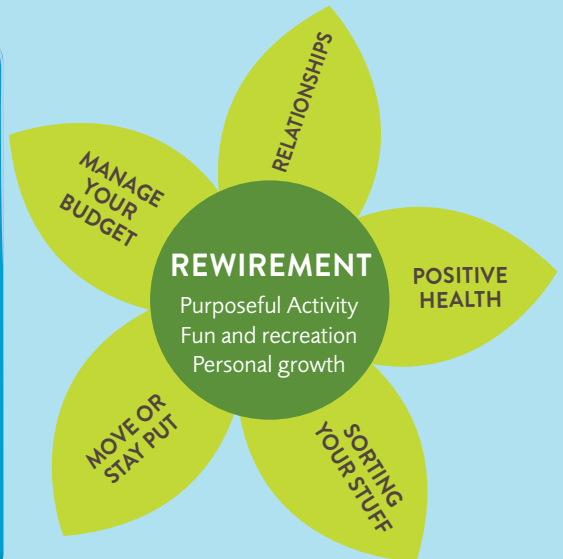 RELATIONSHIPS
MANAGE
YOUR
BUDGET
REWIREMENT
Purposeful Activity
Fun and recreation
Personal growth
POSITIVE
HEALTH
MOVE OR
STAY PUT
SORTING
YOUR STUFF